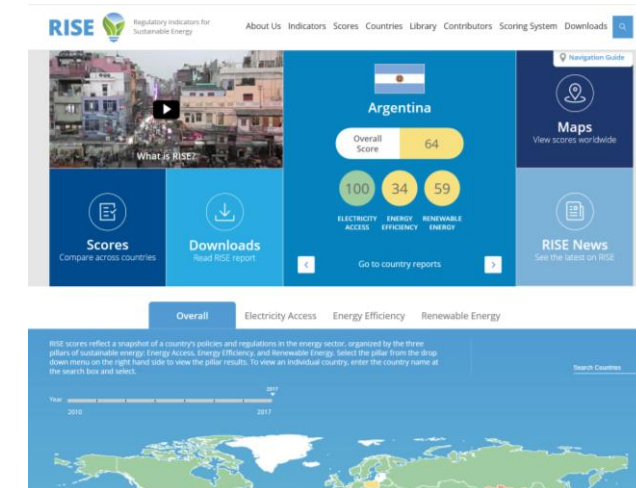 RISE
Regulatory Indicators for
Sustainable Energy
About Us Indicators Scores Countries Library Contributors Scoring System Downloads
Navigation Guide
What is RISE?
Argentina
Overall
Score
64
100 34 59
ELECTRICITY
ACCESS
ENERGY
EFFICIENCY
RENEWABLE
ENERGY
Go to country reports
Maps
View scores worldwide
Scores
Compare across countries
Downloads
Read RISE report
RISE News
See the latest on RISE
Overall Electricity Access Energy Efficiency Renewable Energy
RISE scores reflect a snapshot of a country's policies and regulations in the energy sector, organized by the three
pillars of sustainable energy: Energy Access, Energy Efficiency, and Renewable Energy. Select the pillar from the drop
down menu on the right hand side to view the pillar results. To view an individual country, enter the country name at
the search box and select.
Search Countries
2017
Year
2010 2017